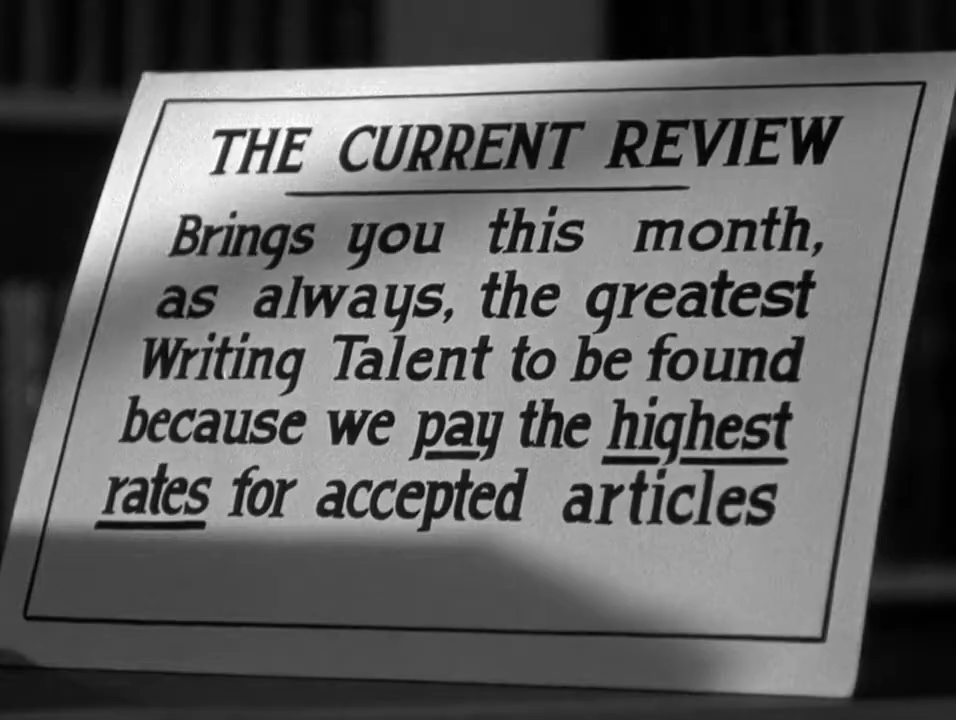 THE CURRENT REVIEW
Brings you this month,
as always, the greatest
Writing Talent to be found
because we pay the highest
rates for accepted articles